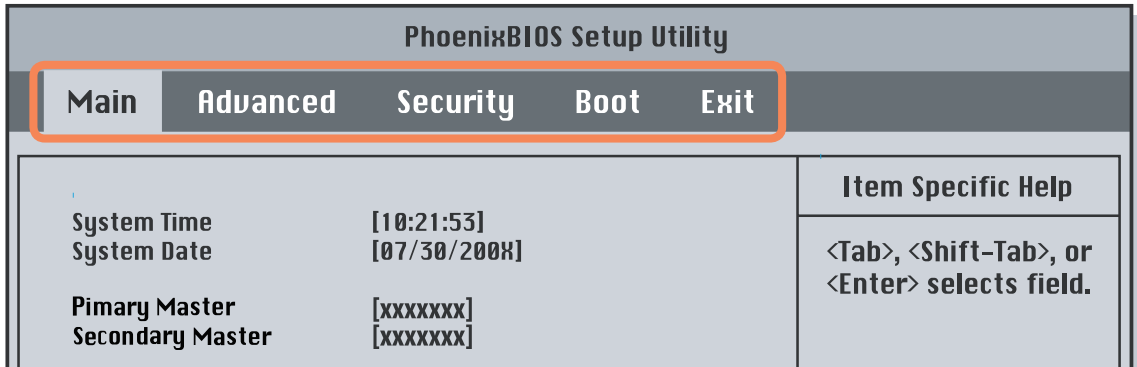 PhoenixBIOS Setup Utility
Main Advanced Security Boot Exit
System Time [10:21:53]
System Date [07/30/200X]
Pimary Master [xxxxxxx]
Secondary Master [xxxxxxx]
Item Specific Help
<Tab>, <Shift-Tab>, or
<Enter> selects field.